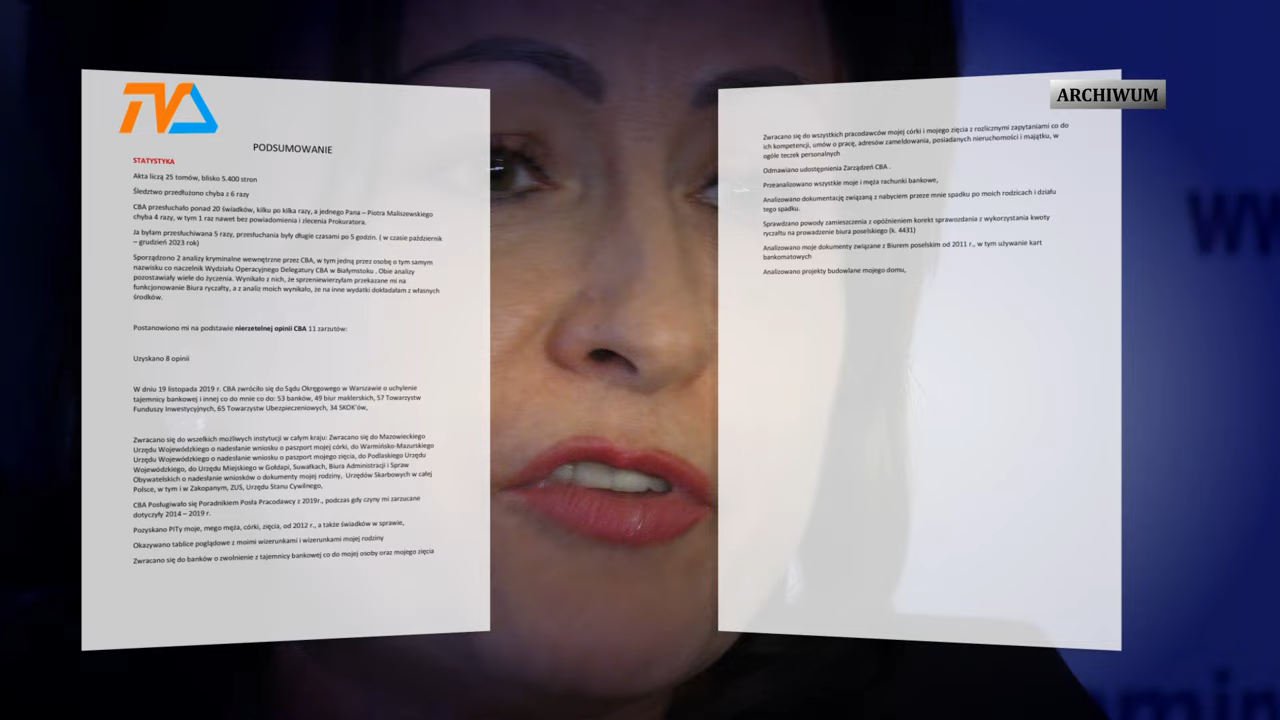 TVA
ARCHIWUM
PODSUMOWANIE
STATYSTYKA
Akta liczą 25 tomów, blisko 5.400 stron
Śledztwo przedłużono chyba z 6 razy
CBA przesłuchało ponad 20 świadków, kilku po kilka razy, a jednego Pana – Piotra Maliszewskiego
chyba 4 razy, w tym 1 raz nawet bez powiadomienia i zlecenia Prokuratora.
Ja byłam przesłuchiwana 5 razy, przesłuchania były długie czasami po 5 godzin. ( w czasie październik
– grudzień 2023 rok)
Sporządzono 2 analizy kryminalne wewnętrzne przez CBA, w tym jedną przez osobę o tym samym
nazwisku co naczelnik Wydziału Operacyjnego Delegatury CBA w Białymstoku . Obie analizy
pozostawiały wiele do życzenia. Wynikało z nich, że sprzeniewierzyłam przekazane mi na
funkcjonowanie Biura ryczałty, a z analiz moich wynikało, że na inne wydatki dokładałam z własnych
środków.
Postanowiono mi na podstawie nierzetelnej opinii CBA 11 zarzutów:
Uzyskano 8 opinii
W dniu 19 listopada 2019 r. CBA zwróciło się do Sądu Okręgowego w Warszawie o uchylenie
tajemnicy bankowej i innej co do mnie co do: 53 banków, 49 biur maklerskich, 57 Towarzystw
Funduszy Inwestycyjnych, 65 Towarzystw Ubezpieczeniowych, 34 SKOK'ów,
Zwracano się do wszelkich możliwych instytucji w całym kraju: Zwracano się do Mazowieckiego
Urzędu Wojewódzkiego o nadesłanie wniosku o paszport mojej córki, do Warmińsko-Mazurskiego
Urzędu Wojewódzkiego o nadesłanie wniosku o paszport mojego zięcia, do Podlaskiego Urzędu
Wojewódzkiego, do Urzędu Miejskiego w Gołdapi, Suwałkach, Biura Administracji i Spraw
Obywatelskich o nadesłanie wniosków o dokumenty mojej rodziny, Urzędów Skarbowych w całej
Polsce, w tym i w Zakopanym, ZUS, Urzędu Stanu Cywilnego,
CBA Posługiwało się Poradnikiem Posła Pracodawcy z 2019r., podczas gdy czyny mi zarzucane
dotyczyły 2014 – 2019 r.
Pozyskano PITy moje, mego męża, córki, zięcia, od 2012 r., a także świadków w sprawie,
Okazywano tablice poglądowe z moimi wizerunkami i wizerunkami mojej rodziny
Zwracano się do banków o zwolnienie z tajemnicy bankowej co do mojej osoby oraz mojego zięcia
Zwracano się do wszystkich pracodawców mojej córki i mojego zięcia z rozlicznymi zapytaniami co do
ich kompetencji, umów o pracę, adresów zameldowania, posiadanych nieruchomości i majątku, w
ogóle teczek personalnych
Odmawiano udostępnienia Zarządzeń CBA .
Przeanalizowano wszystkie moje i męża rachunki bankowe,
Analizowano dokumentację związaną z nabyciem przeze mnie spadku po moich rodzicach i działu
tego spadku.
Sprawdzano powody zamieszczenia z opóźnieniem korekt sprawozdania z wykorzystania kwoty
ryczałtu na prowadzenie biura poselskiego (k. 4431)
Analizowano moje dokumenty związane z Biurem poselskim od 2011 r., w tym używanie kart
bankomatowych
Analizowano projekty budowlane mojego domu,